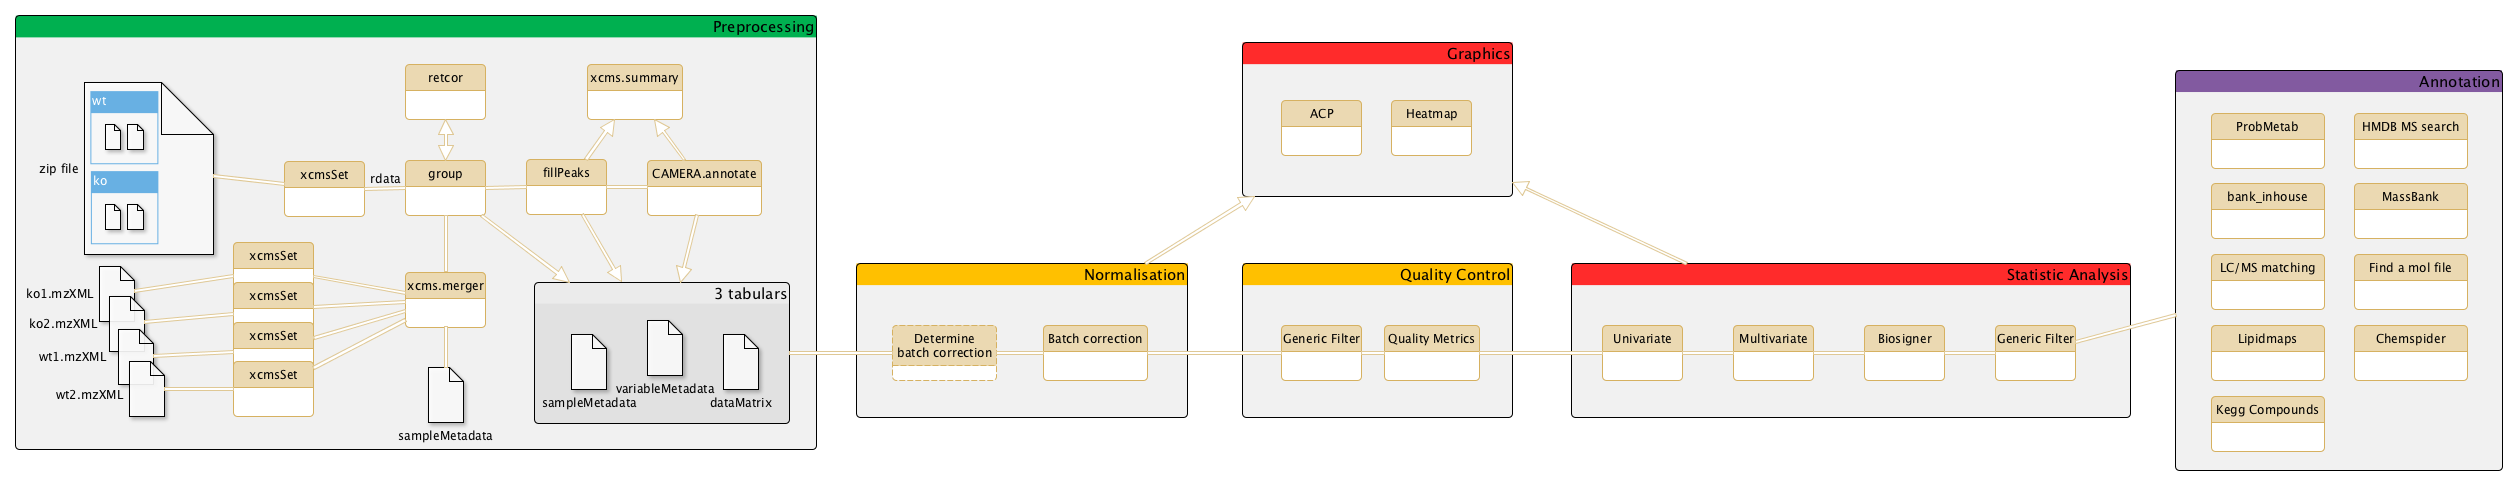 Preprocessing
retcor
xcms.summary
wt
ko
zip file
xcmsSet
rdata
group
fillPeaks
CAMERA.annotate
xcmsSet
xcmsSet
xcmsSet
xcmsSet
ko1.mzXML
ko2.mzXML
wt1.mzXML
wt2.mzXML
xcms.merger
sampleMetadata
3 tabulars
sampleMetadata
variableMetadata
dataMatrix
Normalisation
Determine
batch correction
Batch correction
Graphics
ACP
Heatmap
Quality Control
Generic Filter
Quality Metrics
Statistic Analysis
Univariate
Multivariate
Biosigner
Generic Filter
Annotation
ProbMetab
HMDB MS search
bank_inhouse
MassBank
LC/MS matching
Find a mol file
Lipidmaps
Chemspider
Kegg Compounds